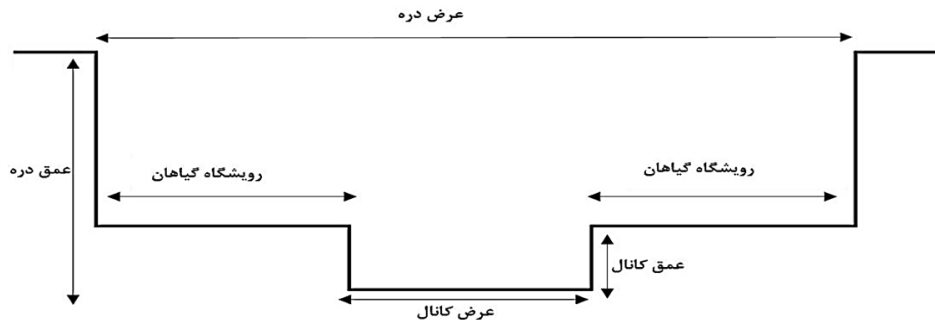 عرض دره
رویشگاه گیاهان
رویشگاه گیاهان
عمق دره
عمق کانال
عرض کانال